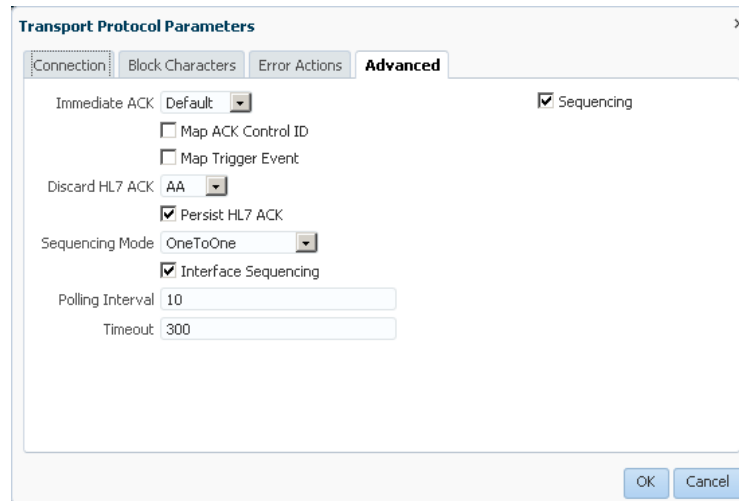 Transport Protocol Parameters
Connection Block Characters Error Actions Advanced
Immediate ACK Default Sequencing
Map ACK Control ID
Map Trigger Event
Discard HL7 ACK AA
Persist HL7 ACK
Sequencing Mode OneToOne
Interface Sequencing
Polling Interval 10
Timeout 300
OK Cancel